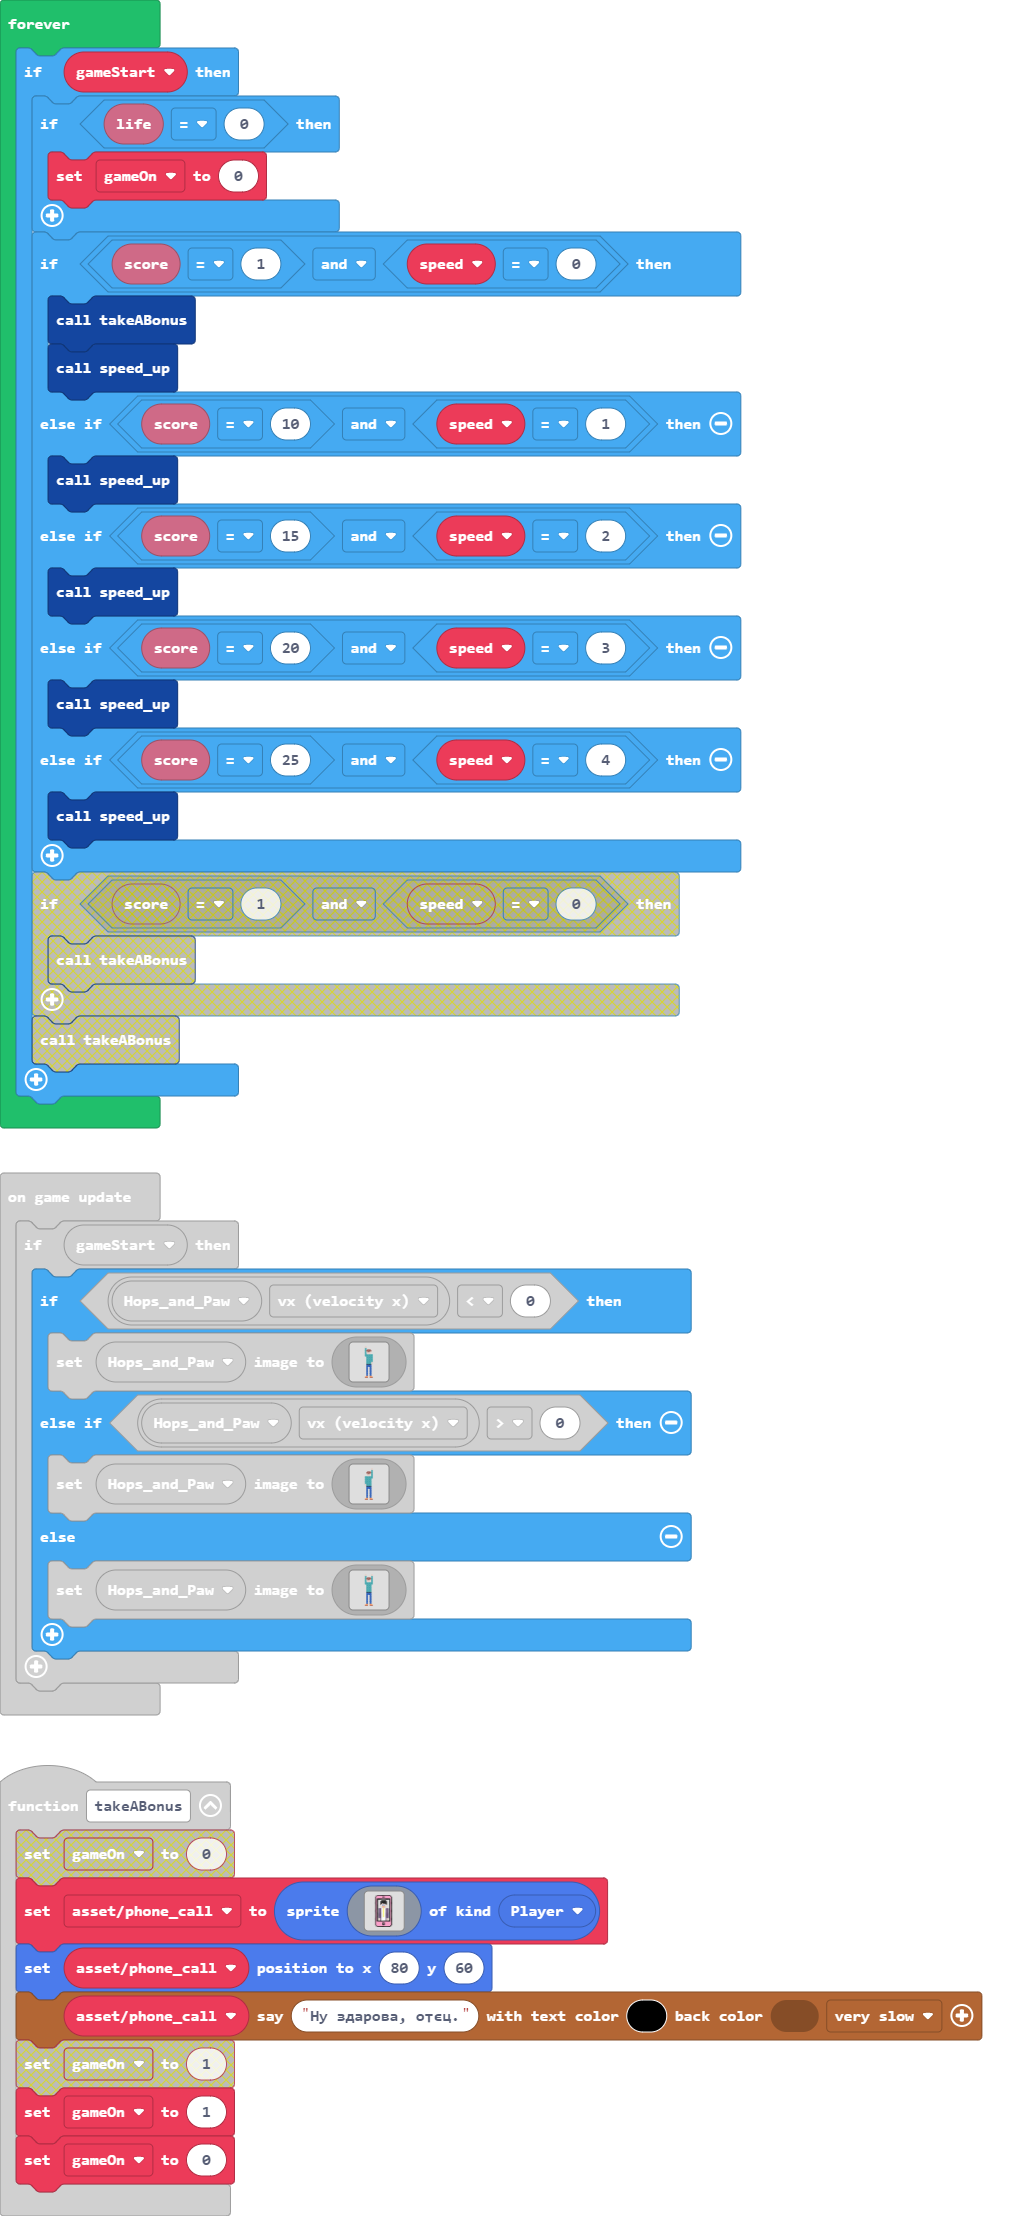 forever
if gameStart then
if life = 0 then
set gameOn to 0
if score = 1 and speed = 0 then
call takeABonus
call speed_up
else if score = 10 and speed = 1 then
call speed_up
else if score = 15 and speed = 2 then
call speed_up
else if score = 20 and speed = 3 then
call speed_up
else if score = 25 and speed = 4 then
call speed_up
if score = 1 and speed = 0 then
call takeABonus
call takeABonus
on game update
if gameStart then
if Hops_and_Paw vx (velocity x) < 0 then
set Hops_and_Paw image to
else if Hops_and_Paw vx (velocity x) > 0 then
set Hops_and_Paw image to
else
set Hops_and_Paw image to
function takeABonus
set gameOn to 0
set asset/phone_call to sprite of kind Player
set asset/phone_call position to x 80 y 60
asset/phone_call say "Ну здарова, отєц." with text color back color very slow
set gameOn to 1
set gameOn to 1
set gameOn to 0